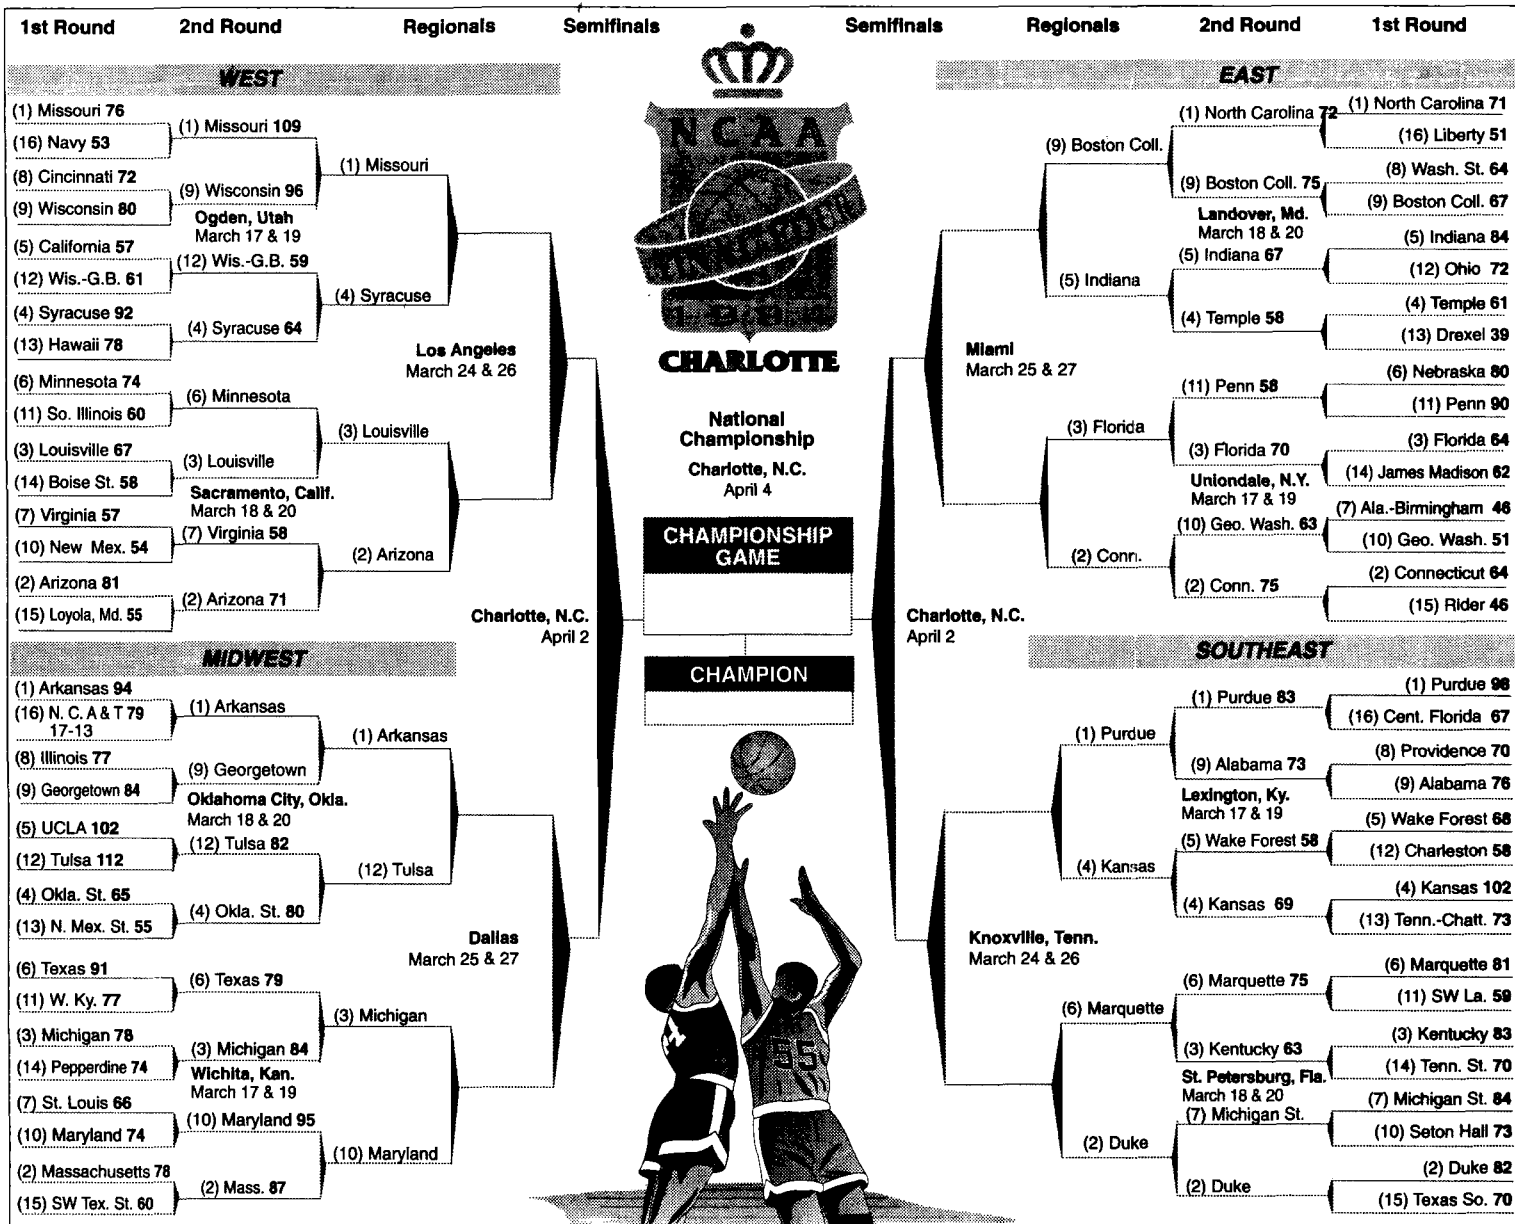 1st Round
2nd Round
Regionals
Semifinals
Semifinals
Regionals
2nd Round
1st Round
WEST
(1) Missouri 76
(16) Navy 53
(8) Cincinnati 72
(9) Wisconsin 80
(5) California 57
(12) Wis.-G.B. 61
(4) Syracuse 92
(13) Hawaii 78
(6) Minnesota 74
(11) So. Illinois 60
(3) Louisville 67
(14) Boise St. 58
(7) Virginia 57
(10) New Mex. 54
(2) Arizona 81
(15) Loyola, Md. 55
(1) Missouri 109
(9) Wisconsin 96
Ogden, Utah
March 17 & 19
(12) Wis.-G.B. 59
(4) Syracuse 64
(6) Minnesota
(3) Louisville
Sacramento, Calif.
March 18 & 20
(7) Virginia 58
(2) Arizona 71
(1) Missouri
(4) Syracuse
(3) Louisville
(2) Arizona
Los Angeles
March 24 & 26
MIDWEST
(1) Arkansas 94
(16) N. C. A & T 79
17-13
(8) Illinois 77
(9) Georgetown 84
(5) UCLA 102
(12) Tulsa 112
(4) Okla. St. 65
(13) N. Mex. St. 55
(6) Texas 91
(11) W. Ky. 77
(3) Michigan 78
(14) Pepperdine 74
(7) St. Louis 66
(10) Maryland 74
(2) Massachusetts 78
(15) SW Tex. St. 60
(1) Arkansas
(9) Georgetown
Oklahoma City, Okla.
March 18 & 20
(12) Tulsa 82
(4) Okla. St. 80
(6) Texas 79
(3) Michigan 84
Wichita, Kan.
March 17 & 19
(10) Maryland 95
(2) Mass. 87
(1) Arkansas
(12) Tulsa
(3) Michigan
(10) Maryland
Dallas
March 25 & 27
Charlotte, N.C.
April 2
NCAA
FINAL FOUR
CHARLOTTE
National
Championship
Charlotte, N.C.
April 4
CHAMPIONSHIP
GAME
CHAMPION
Charlotte, N.C.
April 2
EAST
(1) North Carolina 71
(16) Liberty 51
(8) Wash. St. 64
(9) Boston Coll. 67
(5) Indiana 84
(12) Ohio 72
(4) Temple 61
(13) Drexel 39
(6) Nebraska 80
(11) Penn 90
(3) Florida 64
(14) James Madison 62
(7) Ala.-Birmingham 46
(10) Geo. Wash. 51
(2) Connecticut 64
(15) Rider 46
(1) North Carolina 72
(9) Boston Coll. 75
Landover, Md.
March 18 & 20
(5) Indiana 67
(4) Temple 58
(11) Penn 58
(3) Florida 70
Uniondale, N.Y.
March 17 & 19
(10) Geo. Wash. 63
(2) Conn. 75
(9) Boston Coll.
(5) Indiana
(3) Florida
(2) Conn.
Miami
March 25 & 27
SOUTHEAST
(1) Purdue 98
(16) Cent. Florida 67
(8) Providence 70
(9) Alabama 76
(5) Wake Forest 68
(12) Charleston 58
(4) Kansas 102
(13) Tenn.-Chatt. 73
(6) Marquette 81
(11) SW La. 59
(3) Kentucky 83
(14) Tenn. St. 70
(7) Michigan St. 84
(10) Seton Hall 73
(2) Duke 82
(15) Texas So. 70
(1) Purdue 83
(9) Alabama 73
Lexington, Ky.
March 17 & 19
(5) Wake Forest 58
(4) Kansas 69
(6) Marquette 75
(3) Kentucky 63
St. Petersburg, Fla.
March 18 & 20
(7) Michigan St.
(2) Duke
(1) Purdue
(4) Kansas
(6) Marquette
(2) Duke
Knoxville, Tenn.
March 24 & 26